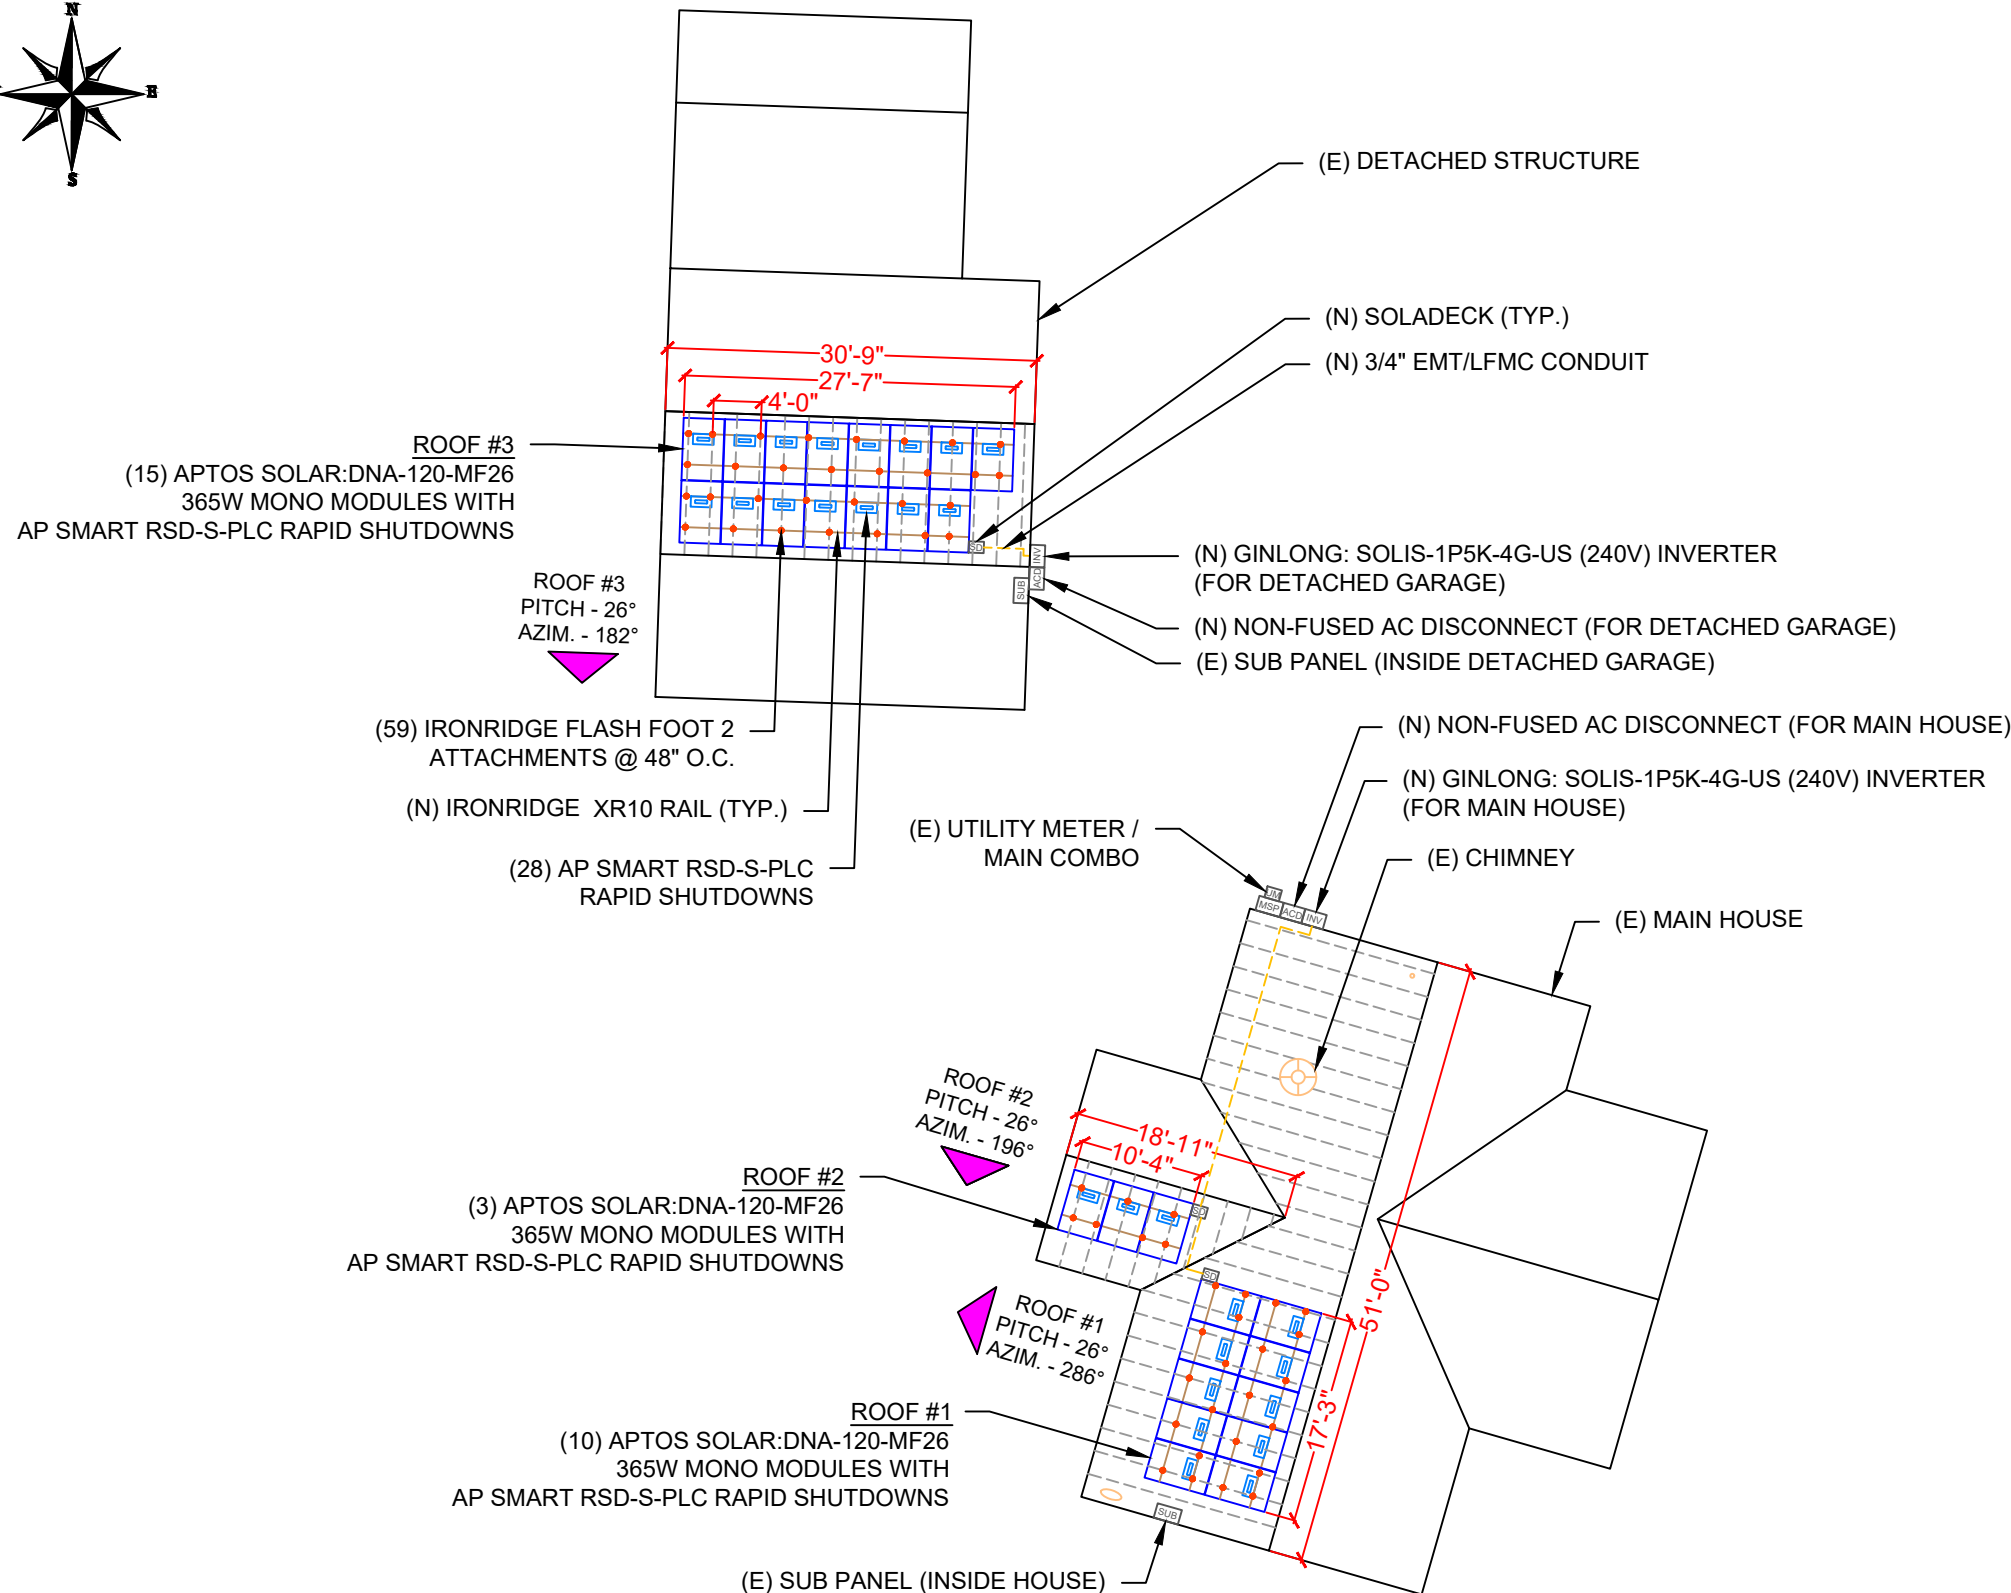 N
E
S
(E) DETACHED STRUCTURE
(N) SOLADECK (TYP.)
(N) 3/4" EMT/LFMC CONDUIT
30'-9"
27'-7"
4'-0"
ROOF #3
(15) APTOS SOLAR:DNA-120-MF26
365W MONO MODULES WITH
AP SMART RSD-S-PLC RAPID SHUTDOWNS
SD
INV
ACD
SUB
(N) GINLONG: SOLIS-1P5K-4G-US (240V) INVERTER
(FOR DETACHED GARAGE)
ROOF #3
PITCH - 26°
AZIM. - 182°
(N) NON-FUSED AC DISCONNECT (FOR DETACHED GARAGE)
(E) SUB PANEL (INSIDE DETACHED GARAGE)
(59) IRONRIDGE FLASH FOOT 2
ATTACHMENTS @ 48" O.C.
(N) IRONRIDGE XR10 RAIL (TYP.)
(28) AP SMART RSD-S-PLC
RAPID SHUTDOWNS
(N) NON-FUSED AC DISCONNECT (FOR MAIN HOUSE)
(N) GINLONG: SOLIS-1P5K-4G-US (240V) INVERTER
(FOR MAIN HOUSE)
(E) UTILITY METER /
MAIN COMBO
(E) CHIMNEY
UM
MSP
ACD
INV
(E) MAIN HOUSE
ROOF #2
PITCH - 26°
AZIM. - 196°
18'-11"
10'-4"
ROOF #2
(3) APTOS SOLAR:DNA-120-MF26
365W MONO MODULES WITH
AP SMART RSD-S-PLC RAPID SHUTDOWNS
SD
SD
ROOF #1
PITCH - 26°
AZIM. - 286°
51'-0"
17'-3"
ROOF #1
(10) APTOS SOLAR:DNA-120-MF26
365W MONO MODULES WITH
AP SMART RSD-S-PLC RAPID SHUTDOWNS
SUB
(E) SUB PANEL (INSIDE HOUSE)